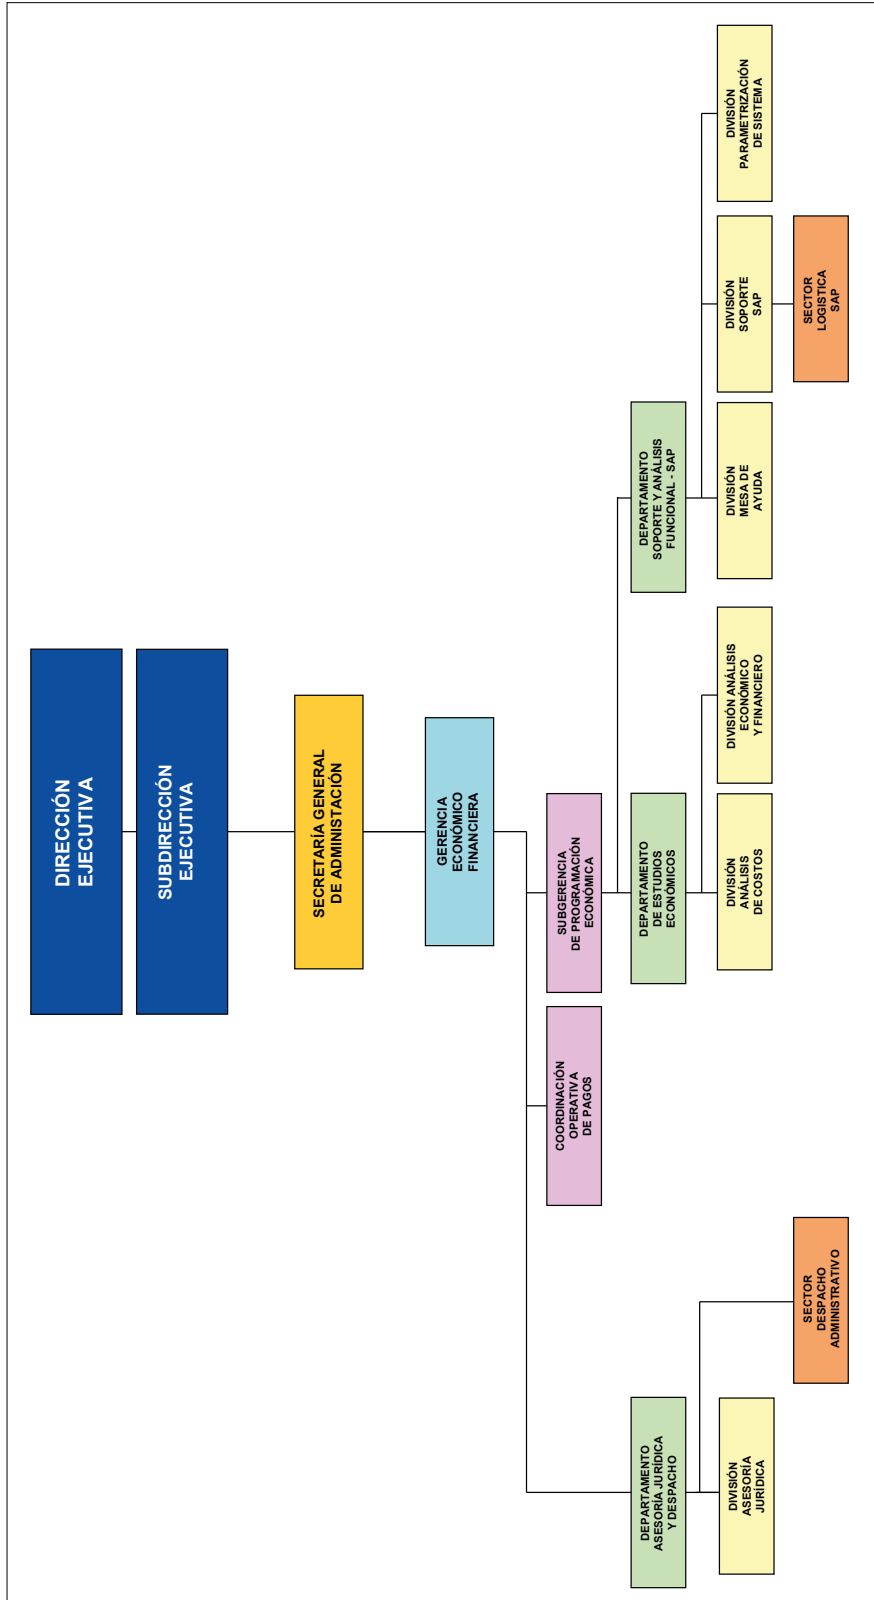 DIRECCIÓN
EJECUTIVA
SUBDIRECCIÓN
EJECUTIVA
SECRETARÍA GENERAL
DE ADMINISTACIÓN
GERENCIA
ECONÓMICO
FINANCIERA
COORDINACIÓN
OPERATIVA
DE PAGOS
SUBGERENCIA
DE PROGRAMACIÓN
ECONÓMICA
DEPARTAMENTO
ASESORÍA JURÍDICA
Y DESPACHO
DEPARTAMENTO
DE ESTUDIOS
ECONÓMICOS
DEPARTAMENTO
SOPORTE Y ANÁLISIS
FUNCIONAL - SAP
DIVISIÓN
ASESORÍA
JURÍDICA
DIVISIÓN
ANÁLISIS
DE COSTOS
DIVISIÓN ANÁLISIS
ECONÓMICO
Y FINANCIERO
DIVISIÓN
MESA DE
AYUDA
DIVISIÓN
SOPORTE
SAP
DIVISIÓN
PARAMETRIZACIÓN
DE SISTEMA
SECTOR
DESPACHO
ADMINISTRATIVO
SECTOR
LOGISTICA
SAP